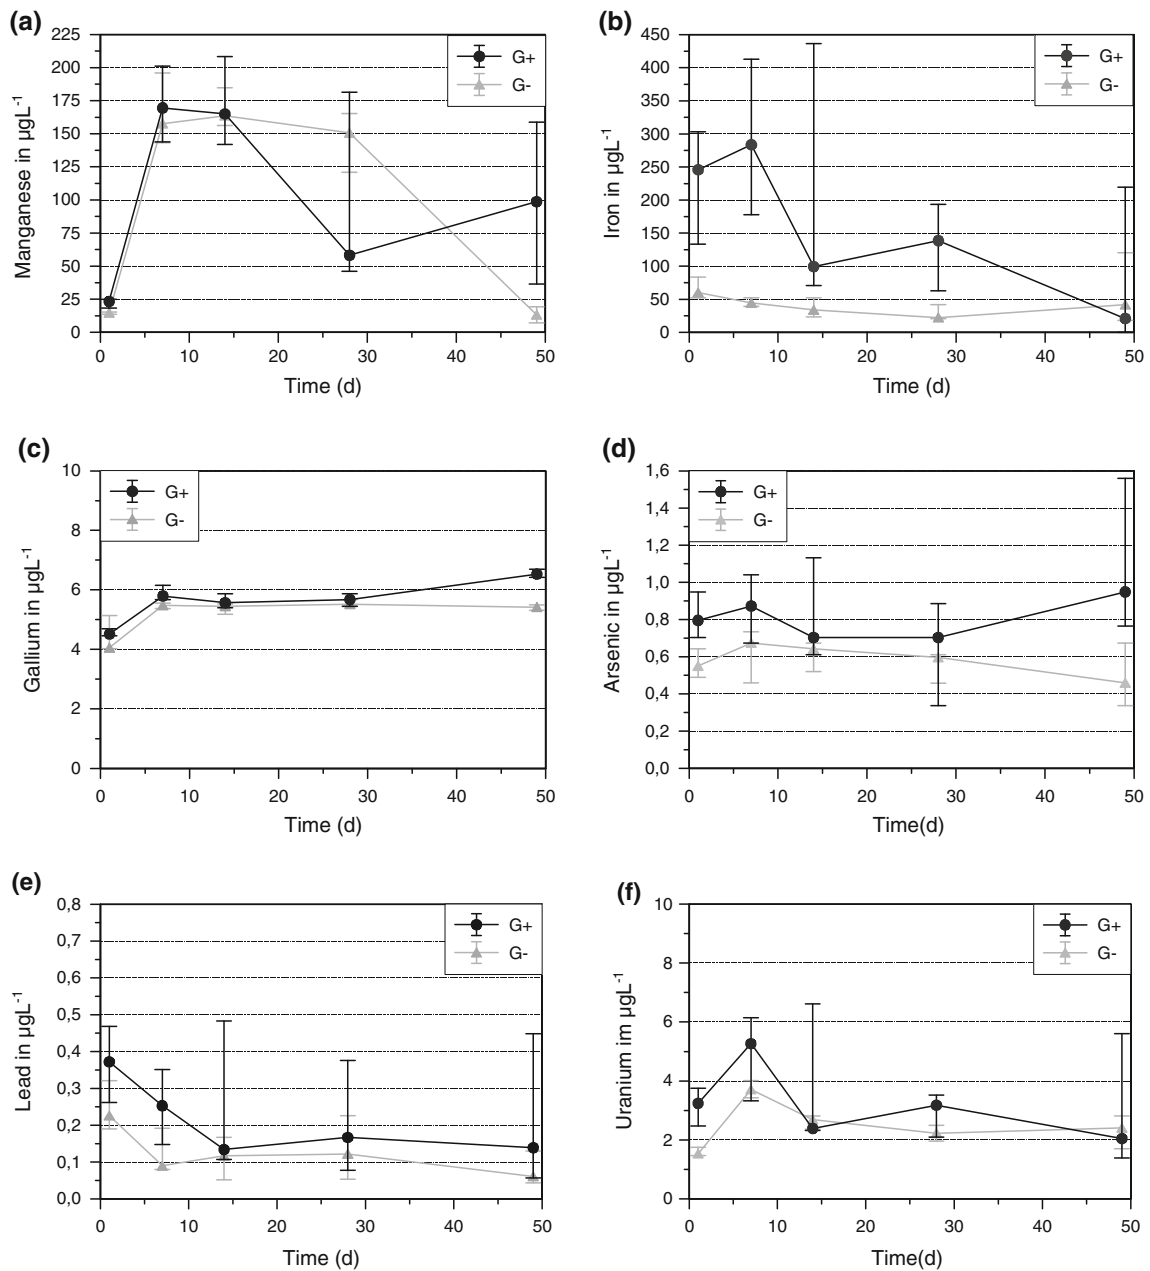 (a)
Manganese in µgL⁻¹
225
200
175
150
125
100
75
50
25
0
0 10 20 30 40 50
Time (d)
G+
G-
(b)
Iron in µgL⁻¹
450
400
350
300
250
200
150
100
50
0
0 10 20 30 40 50
Time (d)
G+
G-
(c)
Gallium in µgL⁻¹
10
8
6
4
2
0
0 10 20 30 40 50
Time (d)
G+
G-
(d)
Arsenic in µgL⁻¹
1,6
1,4
1,2
1,0
0,8
0,6
0,4
0,2
0,0
0 10 20 30 40 50
Time(d)
G+
G-
(e)
Lead in µgL⁻¹
0,8
0,7
0,6
0,5
0,4
0,3
0,2
0,1
0,0
0 10 20 30 40 50
Time (d)
G+
G-
(f)
Uranium im µgL⁻¹
10
8
6
4
2
0
0 10 20 30 40 50
Time(d)
G+
G-